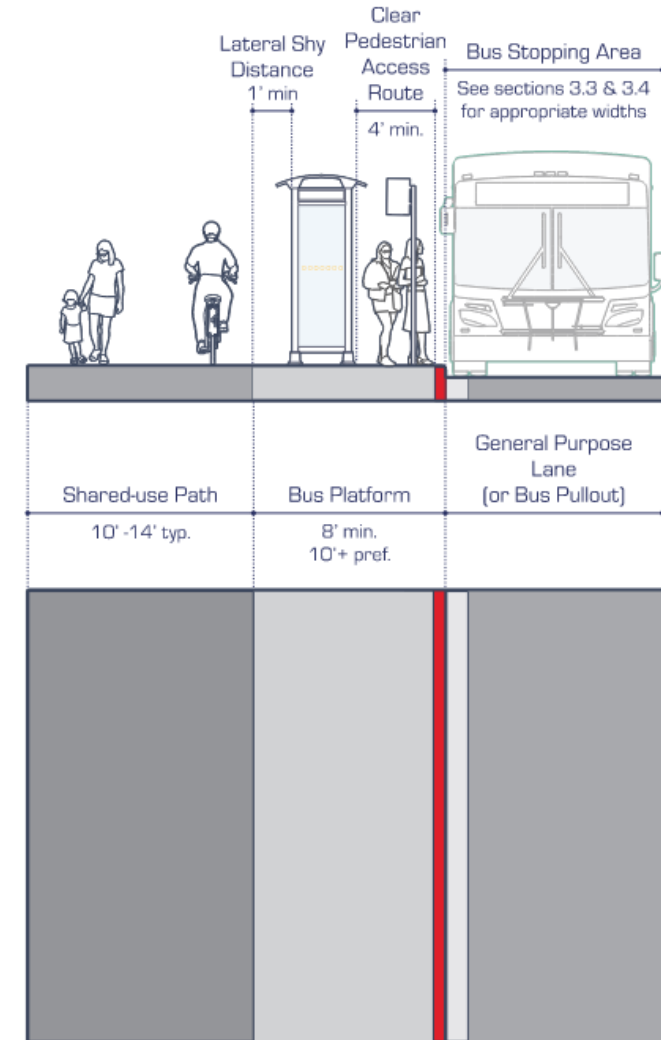 Lateral Shy
Distance
1' min
Clear
Pedestrian
Access
Route
4' min.
Bus Stopping Area
See sections 3.3 & 3.4
for appropriate widths
Shared-use Path
10' -14' typ.
Bus Platform
8' min.
10'+ pref.
General Purpose
Lane
(or Bus Pullout)